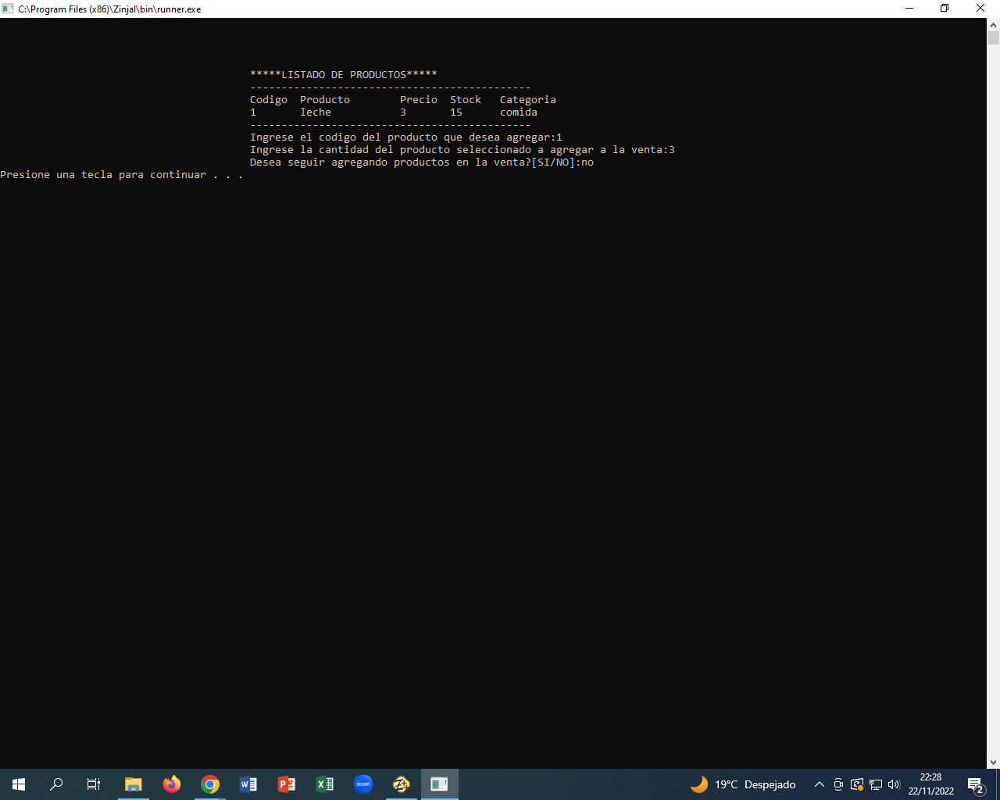 C:\Program Files (x86)\Zinjal\bin\runner.exe
*****LISTADO DE PRODUCTOS*****
---------------------------------------------
Codigo  Producto        Precio  Stock   Categoria
1       leche           3       15      comida
---------------------------------------------
Ingrese el codigo del producto que desea agregar:1
Ingrese la cantidad del producto seleccionado a agregar a la venta:3
Desea seguir agregando productos en la venta?[SI/NO]:no
Presione una tecla para continuar . . .
zoom
19°C Despejado
22:28
22/11/2022
2